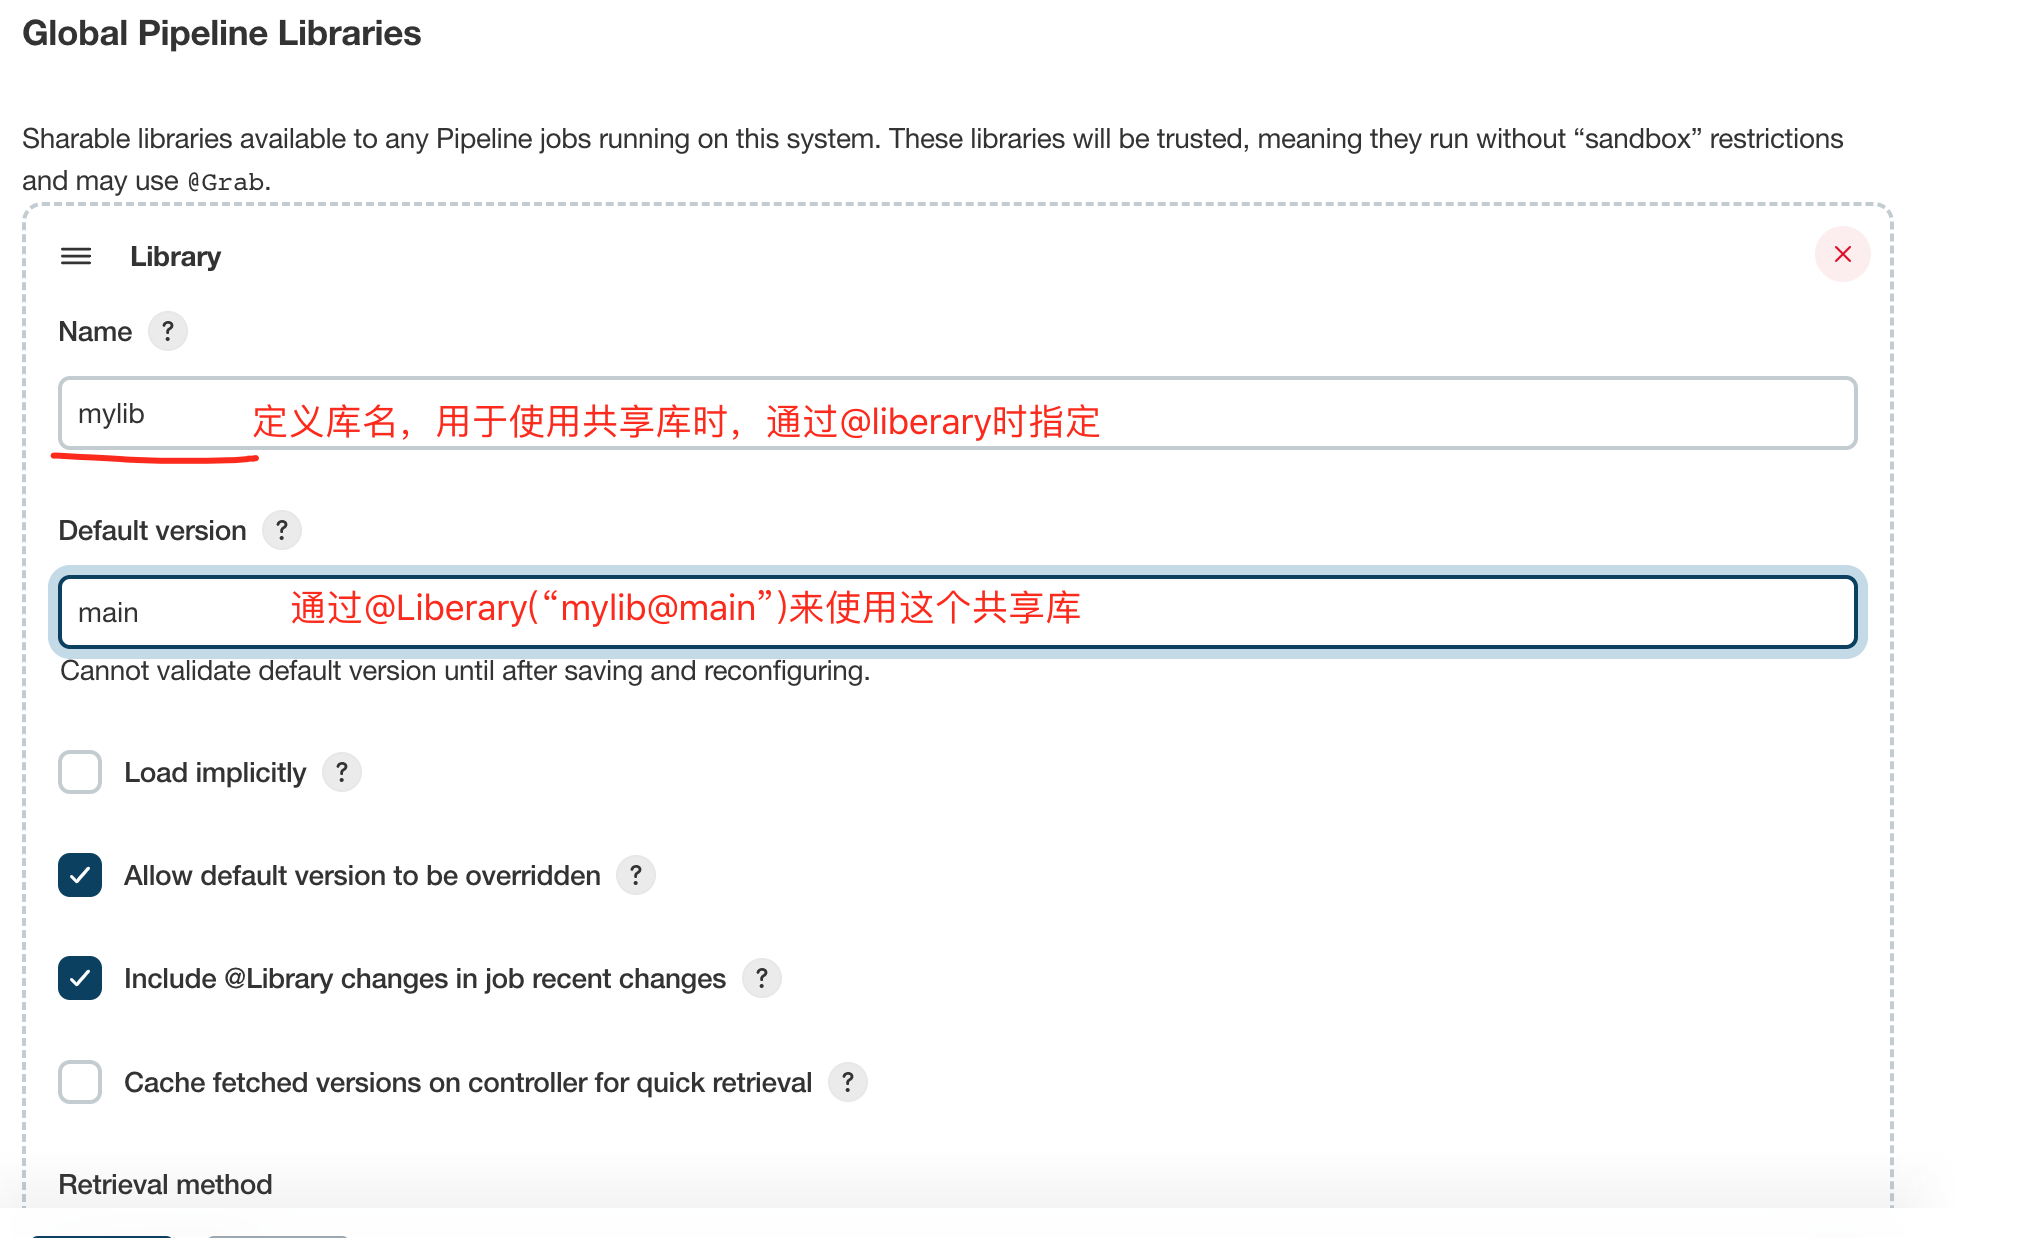 Global Pipeline Libraries
Sharable libraries available to any Pipeline jobs running on this system. These libraries will be trusted, meaning they run without “sandbox” restrictions
and may use @Grab.
Library
Name ?
mylib 定义库名，用于使用共享库时，通过@liberary时指定
Default version ?
main 通过@Liberary(“mylib@main”)来使用这个共享库
Cannot validate default version until after saving and reconfiguring.
Load implicitly ?
Allow default version to be overridden ?
Include @Library changes in job recent changes ?
Cache fetched versions on controller for quick retrieval ?
Retrieval method